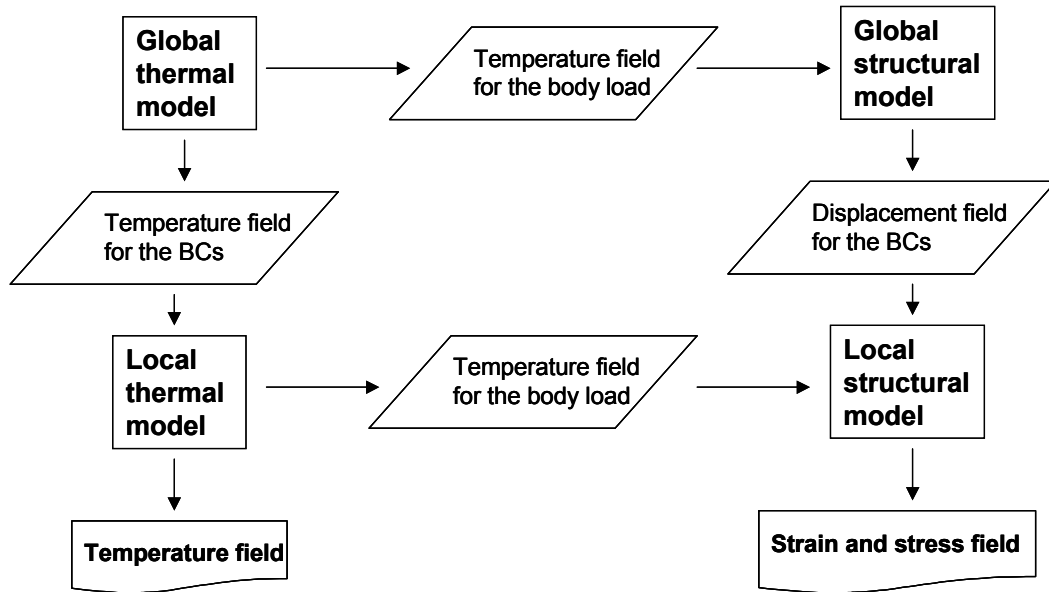 Global
thermal
model
Temperature field
for the body load
Global
structural
model
Temperature field
for the BCs
Displacement field
for the BCs
Local
thermal
model
Temperature field
for the body load
Local
structural
model
Temperature field
Strain and stress field